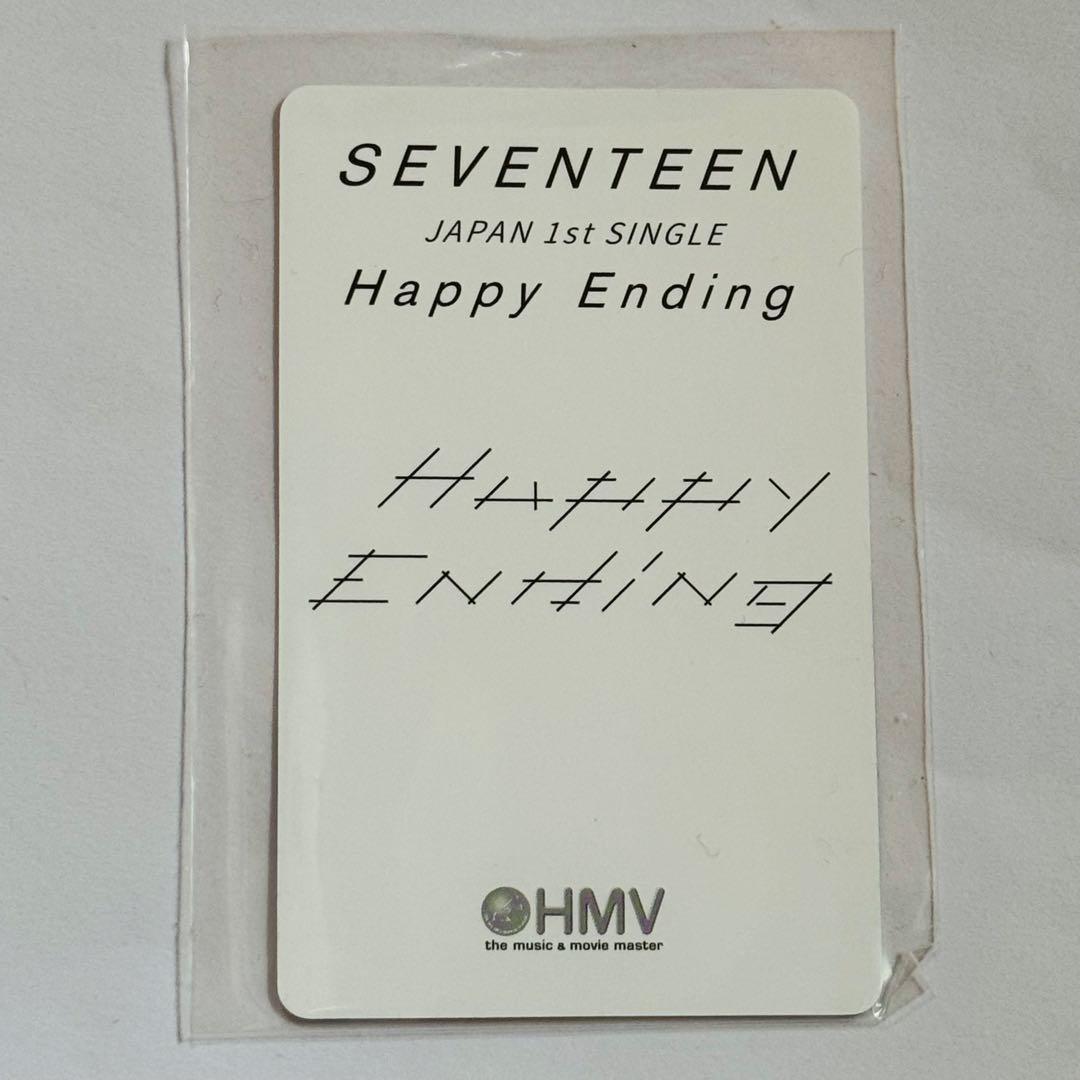 SEVENTEEN
JAPAN 1st SINGLE
Happy Ending
HAPPY
ENdiNg
HMV
the music & movie master